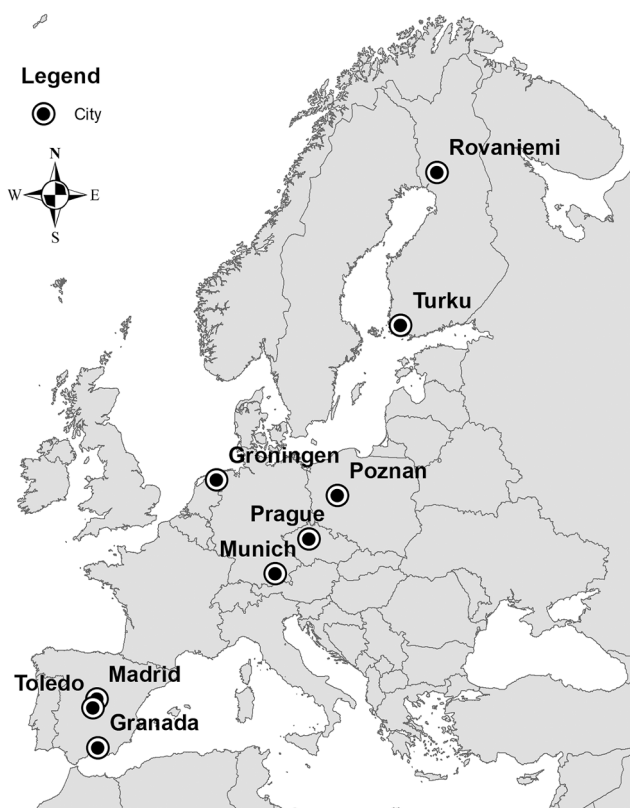 Legend
City
N
W E
S
Rovaniemi
Turku
Groningen
Poznan
Prague
Munich
Madrid
Toledo
Granada